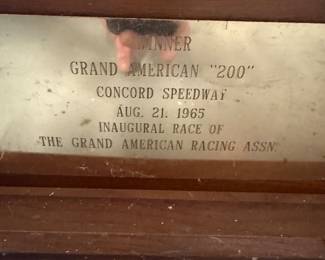 WINNER
GRAND AMERICAN "200"
CONCORD SPEEDWAY
AUG. 21. 1965
INAUGURAL RACE OF
THE GRAND AMERICAN RACING ASSN.